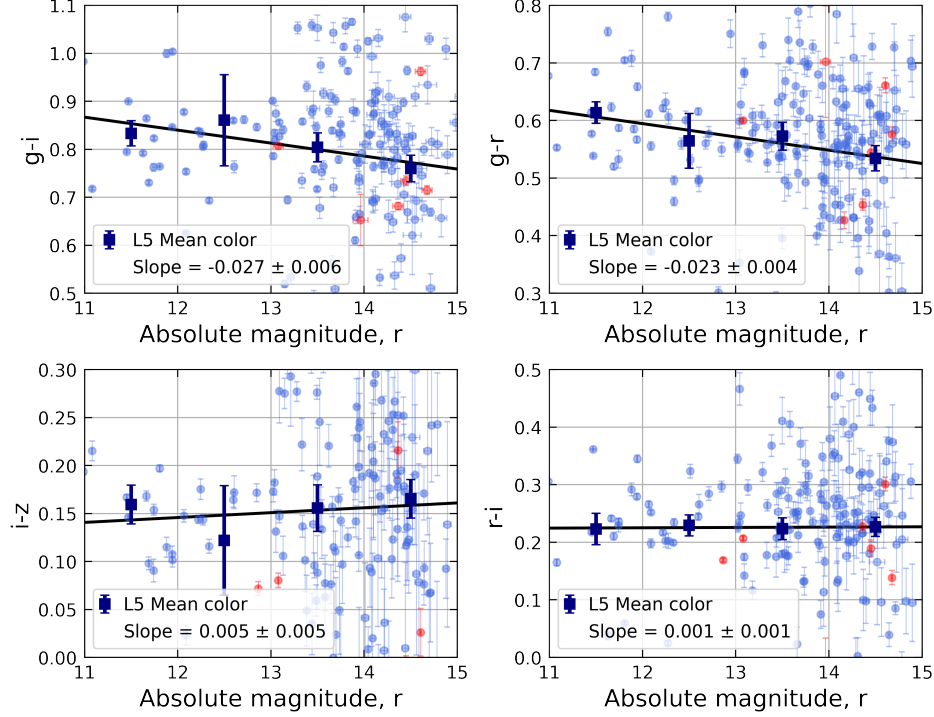 1.1
1.0
0.9
0.8
0.7
0.6
0.5
g-i
L5 Mean color
Slope = -0.027 ± 0.006
11 12 13 14 15
Absolute magnitude, r
0.8
0.7
0.6
0.5
0.4
0.3
g-r
L5 Mean color
Slope = -0.023 ± 0.004
11 12 13 14 15
Absolute magnitude, r
0.30
0.25
0.20
0.15
0.10
0.05
0.00
i-z
L5 Mean color
Slope = 0.005 ± 0.005
11 12 13 14 15
Absolute magnitude, r
0.5
0.4
0.3
0.2
0.1
0.0
r-i
L5 Mean color
Slope = 0.001 ± 0.001
11 12 13 14 15
Absolute magnitude, r